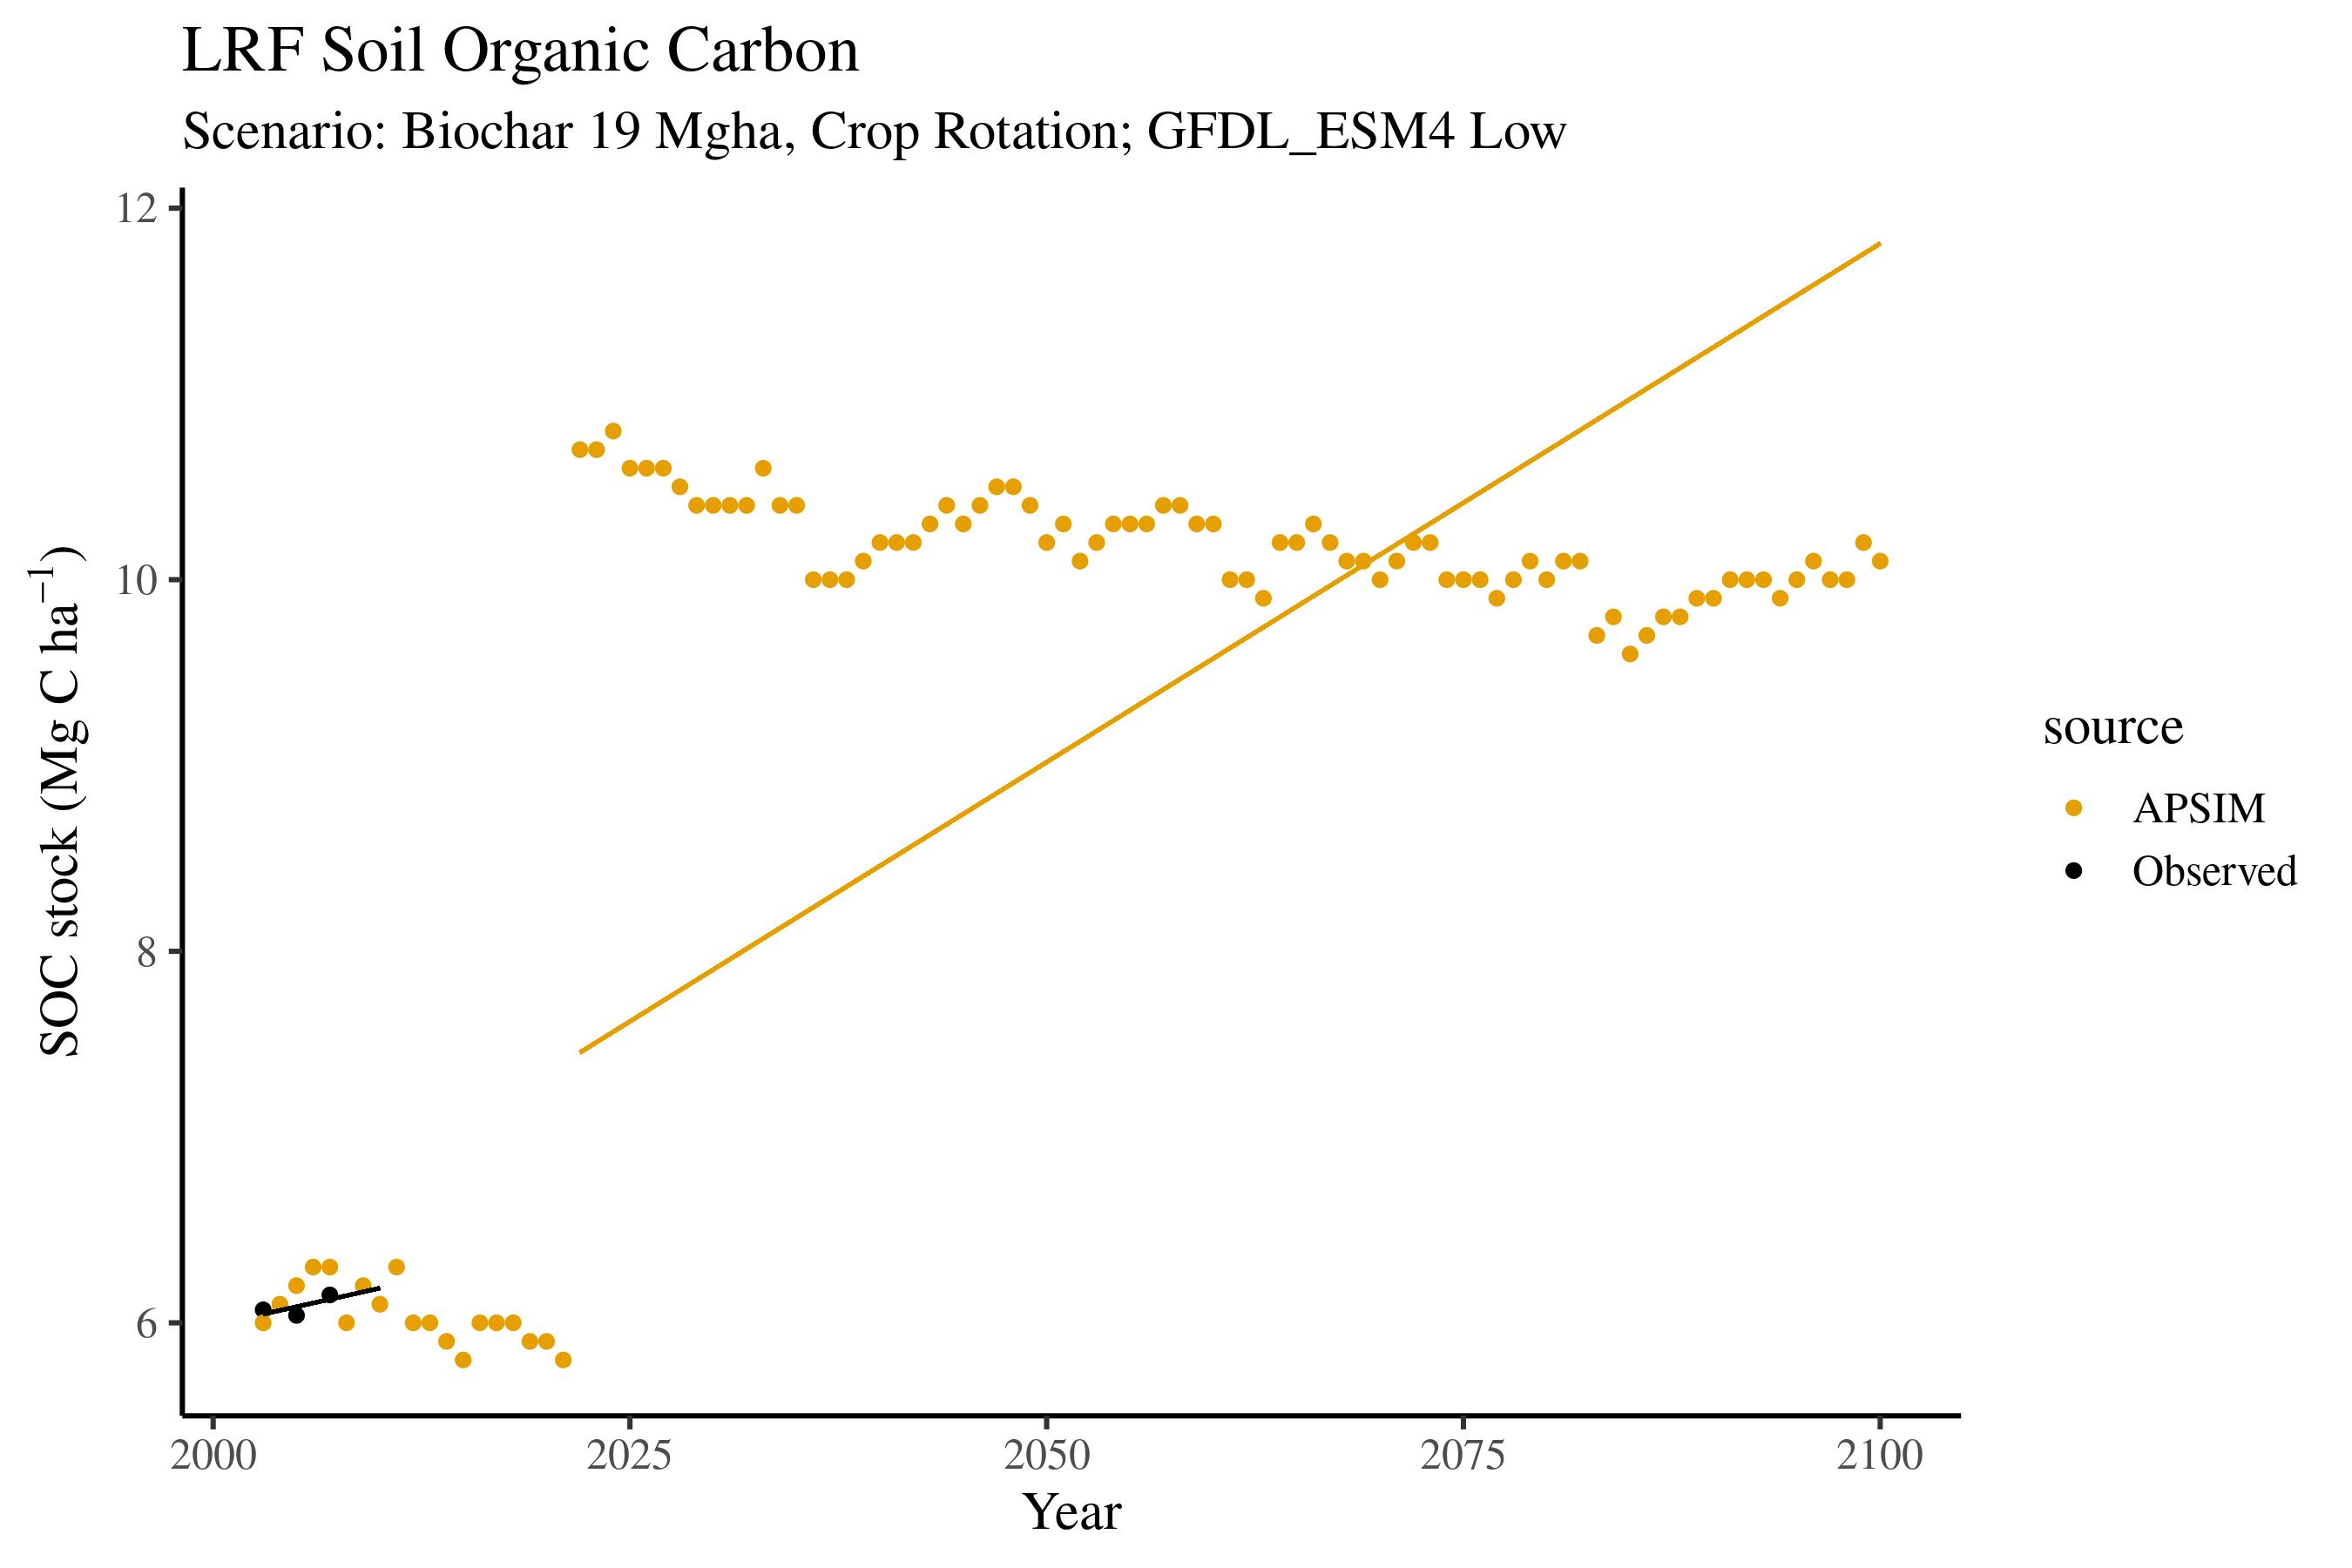 LRF Soil Organic Carbon
Scenario: Biochar 19 Mgha, Crop Rotation; GFDL_ESM4 Low
12
10
8
6
SOC stock (Mg C ha⁻¹)
2000 2025 2050 2075 2100
Year
source
APSIM
Observed